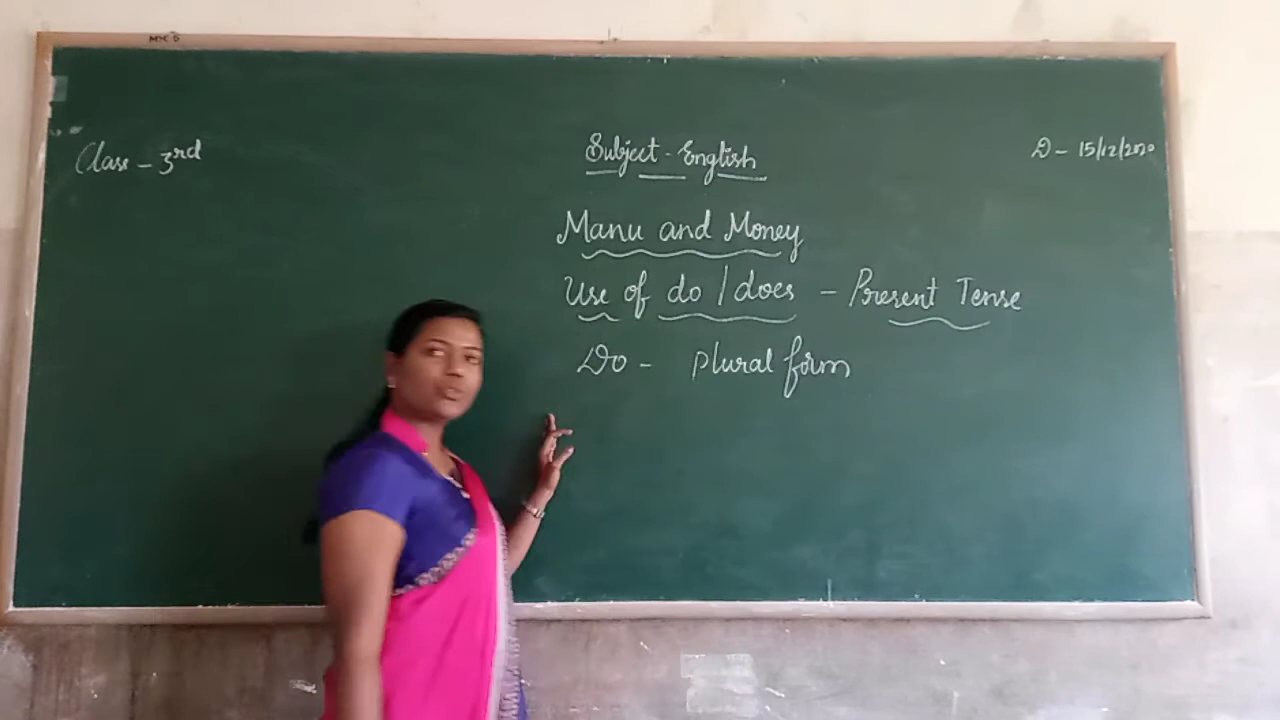 Class - 3rd
Subject - English
D - 15/12/2020
Manu and Money
Use of do / does - Present Tense
Do - plural form